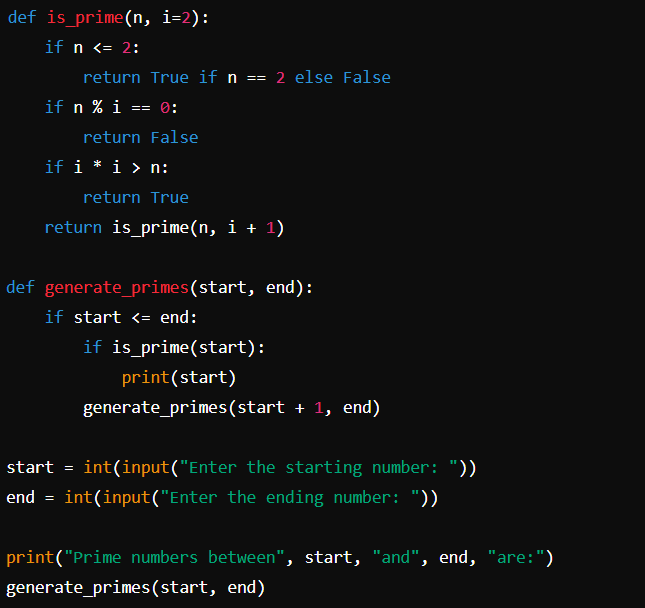 def is_prime(n, i=2):
    if n <= 2:
        return True if n == 2 else False
    if n % i == 0:
        return False
    if i * i > n:
        return True
    return is_prime(n, i + 1)

def generate_primes(start, end):
    if start <= end:
        if is_prime(start):
            print(start)
        generate_primes(start + 1, end)

start = int(input("Enter the starting number: "))
end = int(input("Enter the ending number: "))

print("Prime numbers between", start, "and", end, "are:")
generate_primes(start, end)